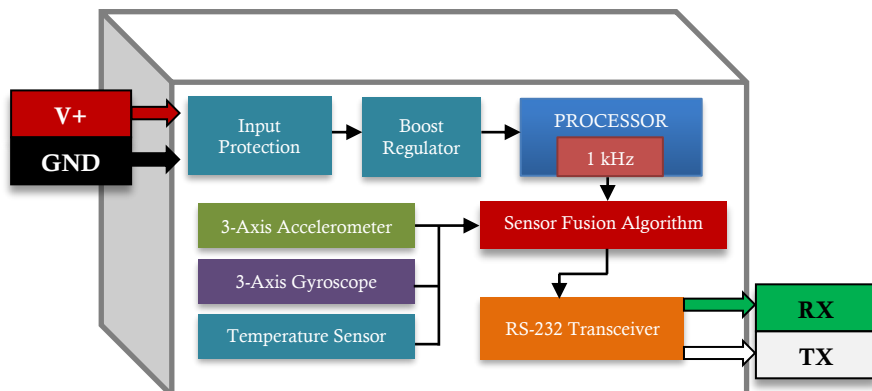 V+
GND
Input
Protection
Boost
Regulator
PROCESSOR
1 kHz
3-Axis Accelerometer
Sensor Fusion Algorithm
3-Axis Gyroscope
Temperature Sensor
RS-232 Transceiver
RX
TX